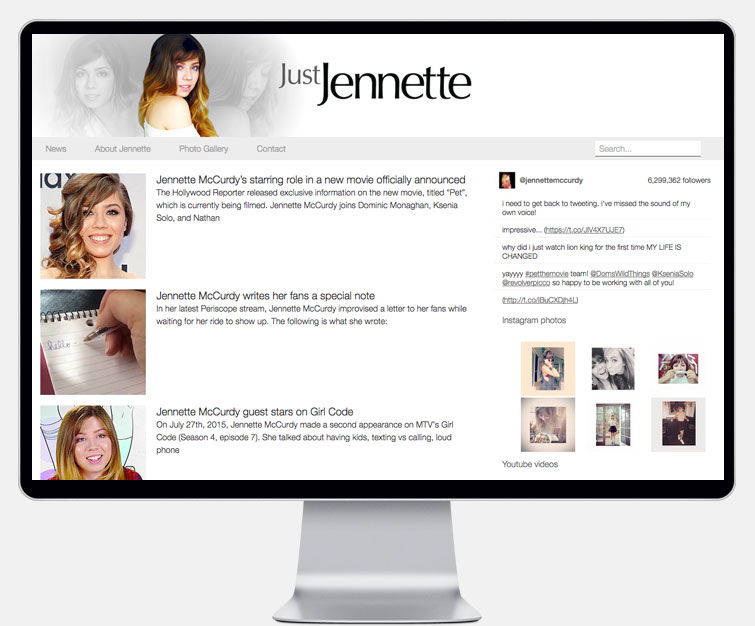 Just Jennette
News About Jennette Photo Gallery Contact Search...
Jennette McCurdy's starring role in a new movie officially announced
The Hollywood Reporter released exclusive information on the new movie, titled "Pet",
which is currently being filmed. Jennette McCurdy joins Dominic Monaghan, Ksenia
Solo, and Nathan
hello
Jennette McCurdy writes her fans a special note
In her latest Periscope stream, Jennette McCurdy improvised a letter to her fans while
waiting for her ride to show up. The following is what she wrote:
Jennette McCurdy guest stars on Girl Code
On July 27th, 2015, Jennette McCurdy made a second appearance on MTV's Girl
Code (Season 4, episode 7). She talked about having kids, texting vs calling, loud
phone
@jennettemccurdy 6,299,362 followers
i need to get back to tweeting. i've missed the sound of my
own voice!
impressive... (https://t.co/JlV4X7UJE7)
why did i just watch lion king for the first time MY LIFE IS
CHANGED
yayyyy #petthemovie team! @DomsWildThings @KseniaSolo
@revolverpicco so happy to be working with all of you!
(http://t.co/iBuCXDjh4L)
Instagram photos
Youtube videos